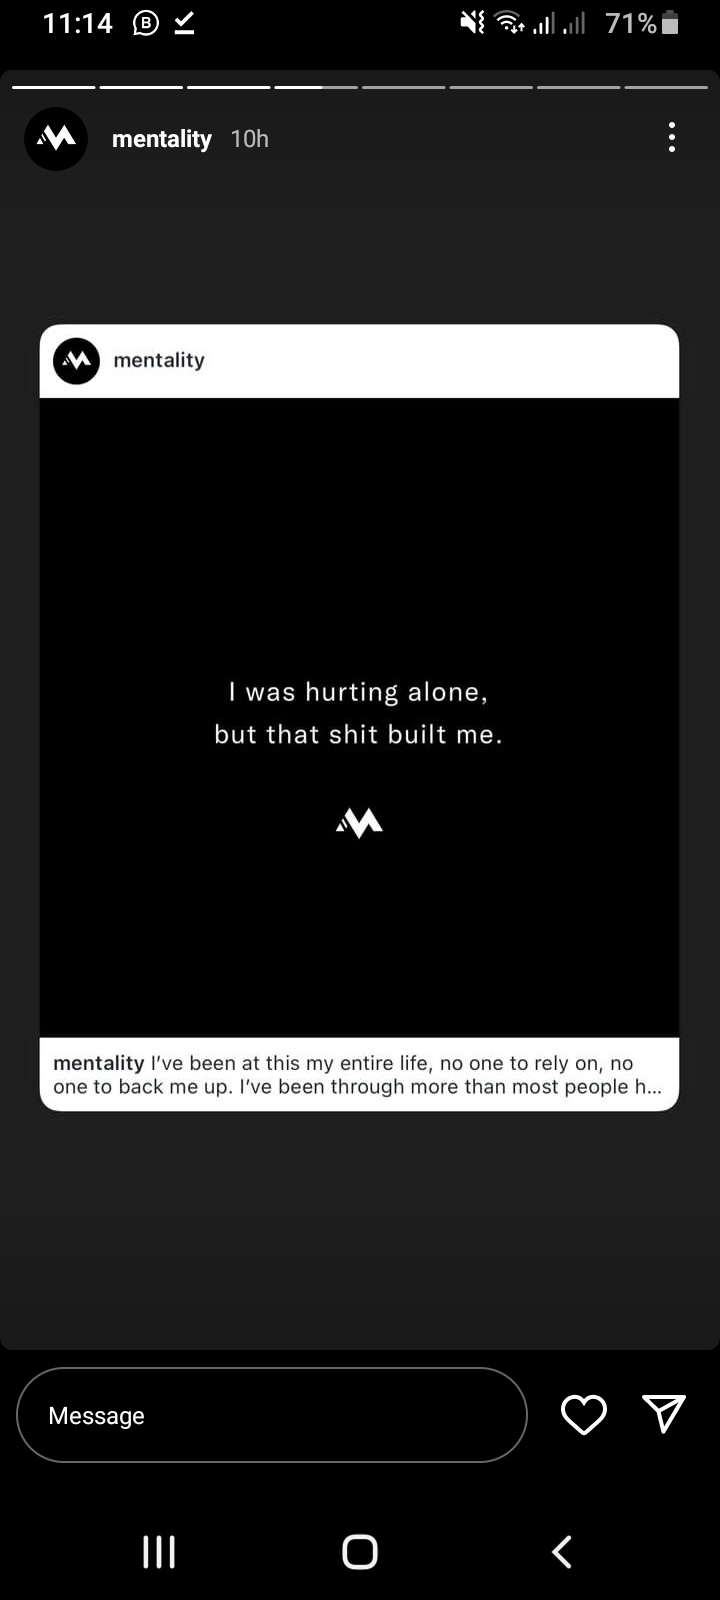 11:14
71%
mentality 10h
mentality
I was hurting alone,
but that shit built me.
mentality I’ve been at this my entire life, no one to rely on, no
one to back me up. I’ve been through more than most people h...
Message